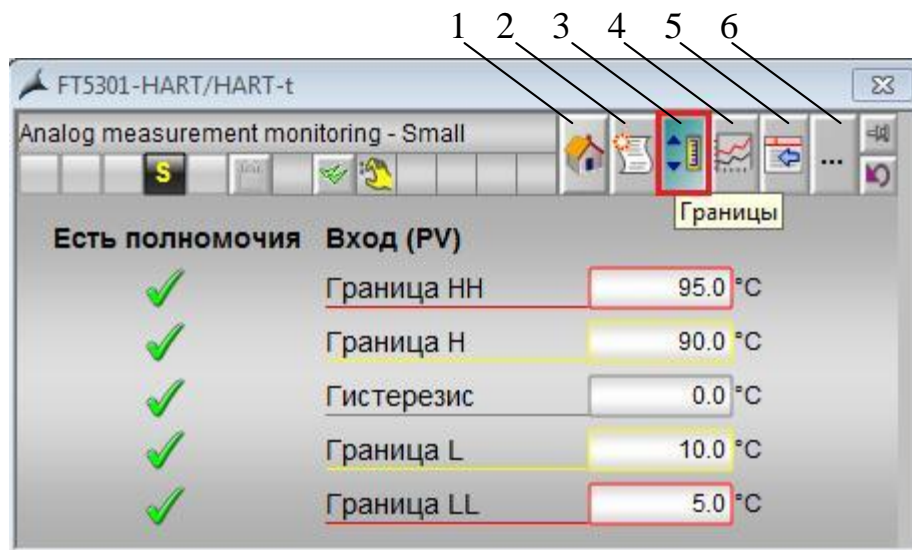 1 2 3 4 5 6
FT5301-HART/HART-t
Analog measurement monitoring - Small
S
...
Границы
Есть полномочия Вход (PV)
Граница HH 95.0 °C
Граница H 90.0 °C
Гистерезис 0.0 °C
Граница L 10.0 °C
Граница LL 5.0 °C